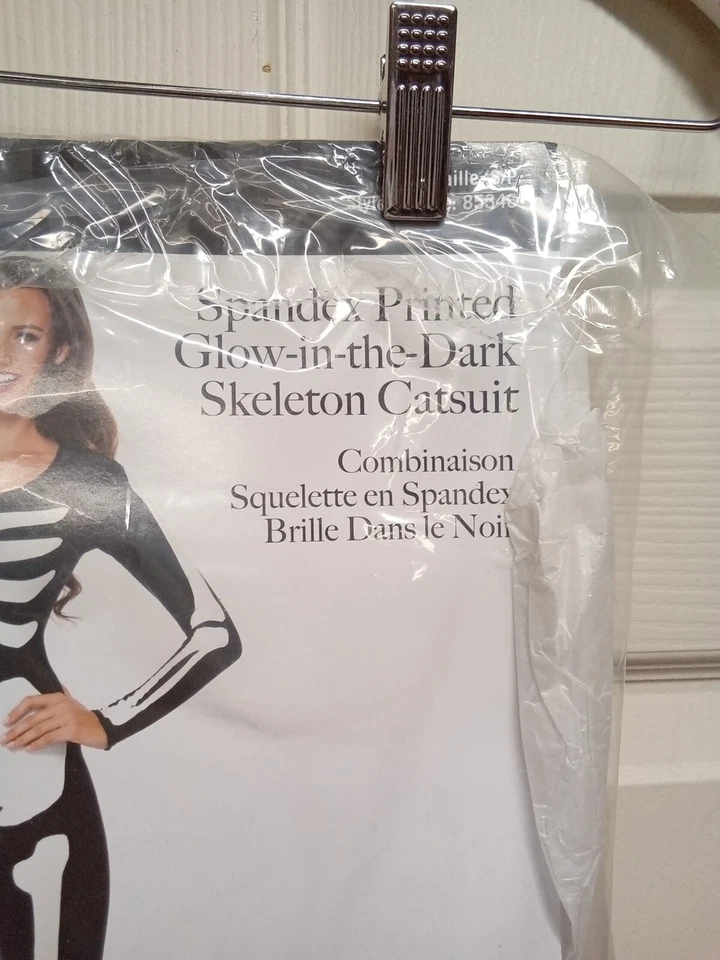 Spandex Printed
Glow-in-the-Dark
Skeleton Catsuit
Combinaison
Squelette en Spandex
Brille Dans le Noir